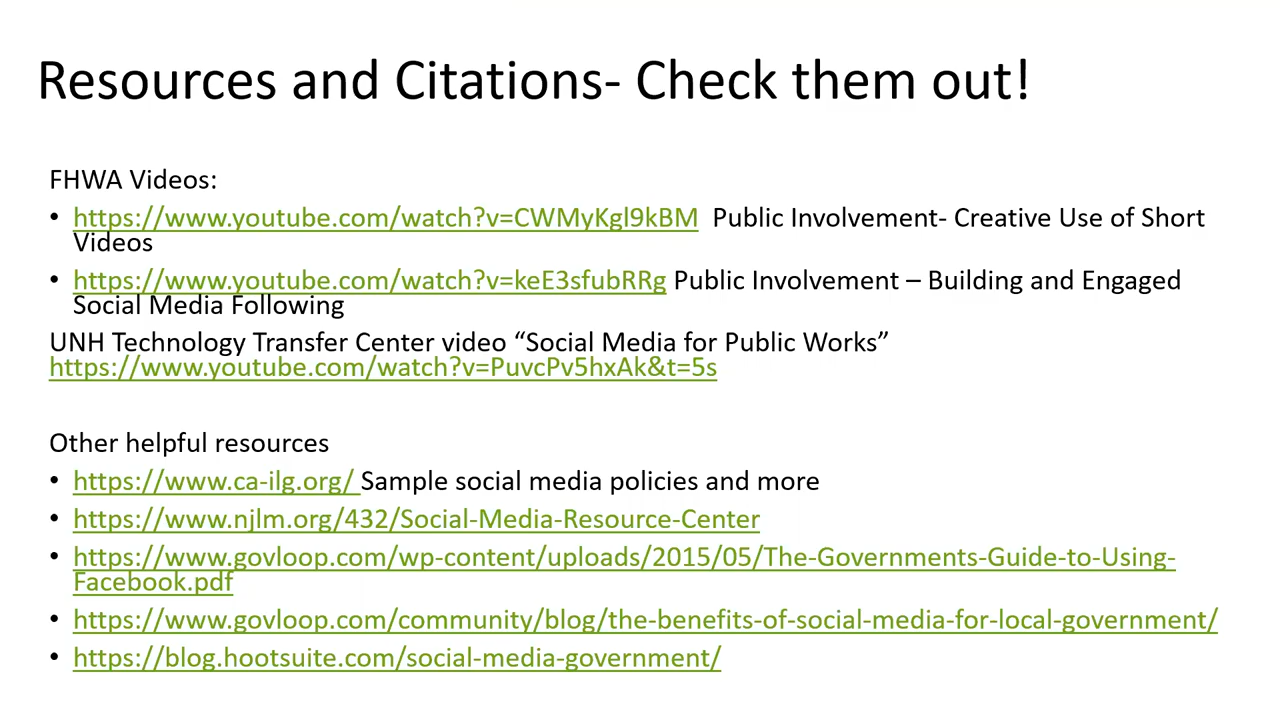 Resources and Citations- Check them out!
FHWA Videos:
• https://www.youtube.com/watch?v=CWMyKgl9kBM Public Involvement- Creative Use of Short
Videos
• https://www.youtube.com/watch?v=keE3sfubRRg Public Involvement – Building and Engaged
Social Media Following
UNH Technology Transfer Center video “Social Media for Public Works”
https://www.youtube.com/watch?v=PuvcPv5hxAk&t=5s
Other helpful resources
• https://www.ca-ilg.org/ Sample social media policies and more
• https://www.njlm.org/432/Social-Media-Resource-Center
• https://www.govloop.com/wp-content/uploads/2015/05/The-Governments-Guide-to-Using-
Facebook.pdf
• https://www.govloop.com/community/blog/the-benefits-of-social-media-for-local-government/
• https://blog.hootsuite.com/social-media-government/